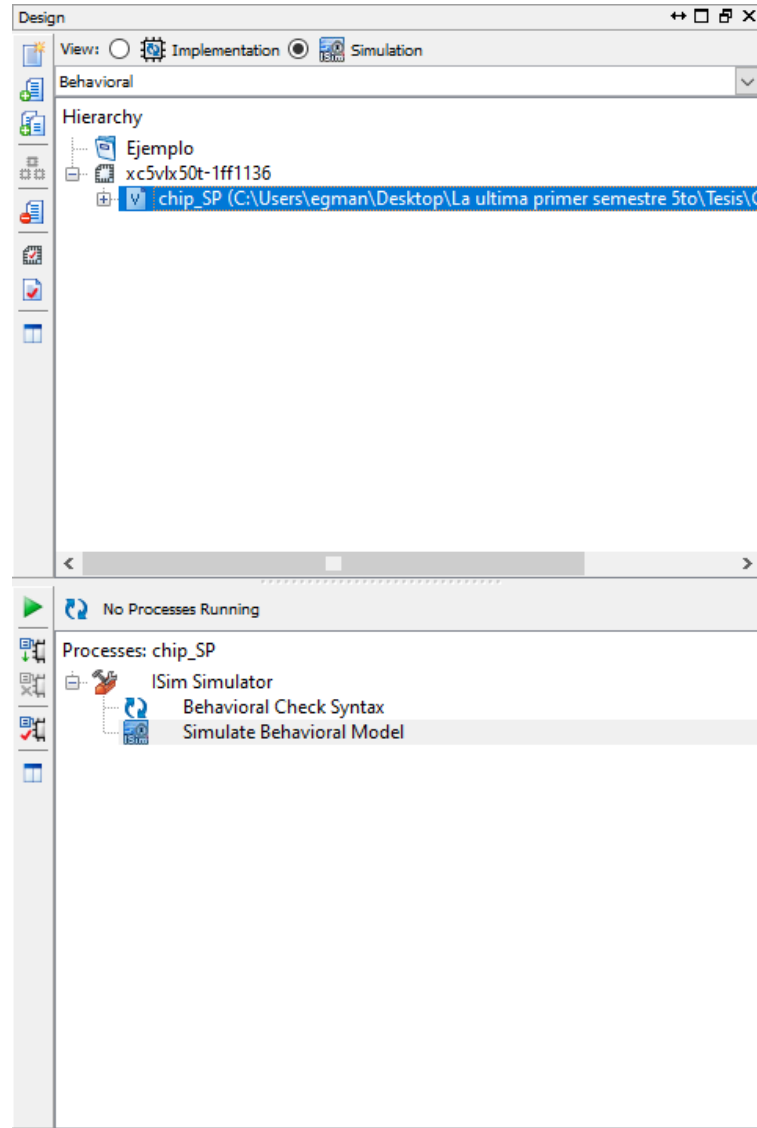 Design
View: Implementation Simulation
Behavioral
Hierarchy
Ejemplo
xc5vlx50t-1ff1136
chip_SP (C:\Users\egman\Desktop\La ultima primer semestre 5to\Tesis\
No Processes Running
Processes: chip_SP
ISim Simulator
Behavioral Check Syntax
Simulate Behavioral Model